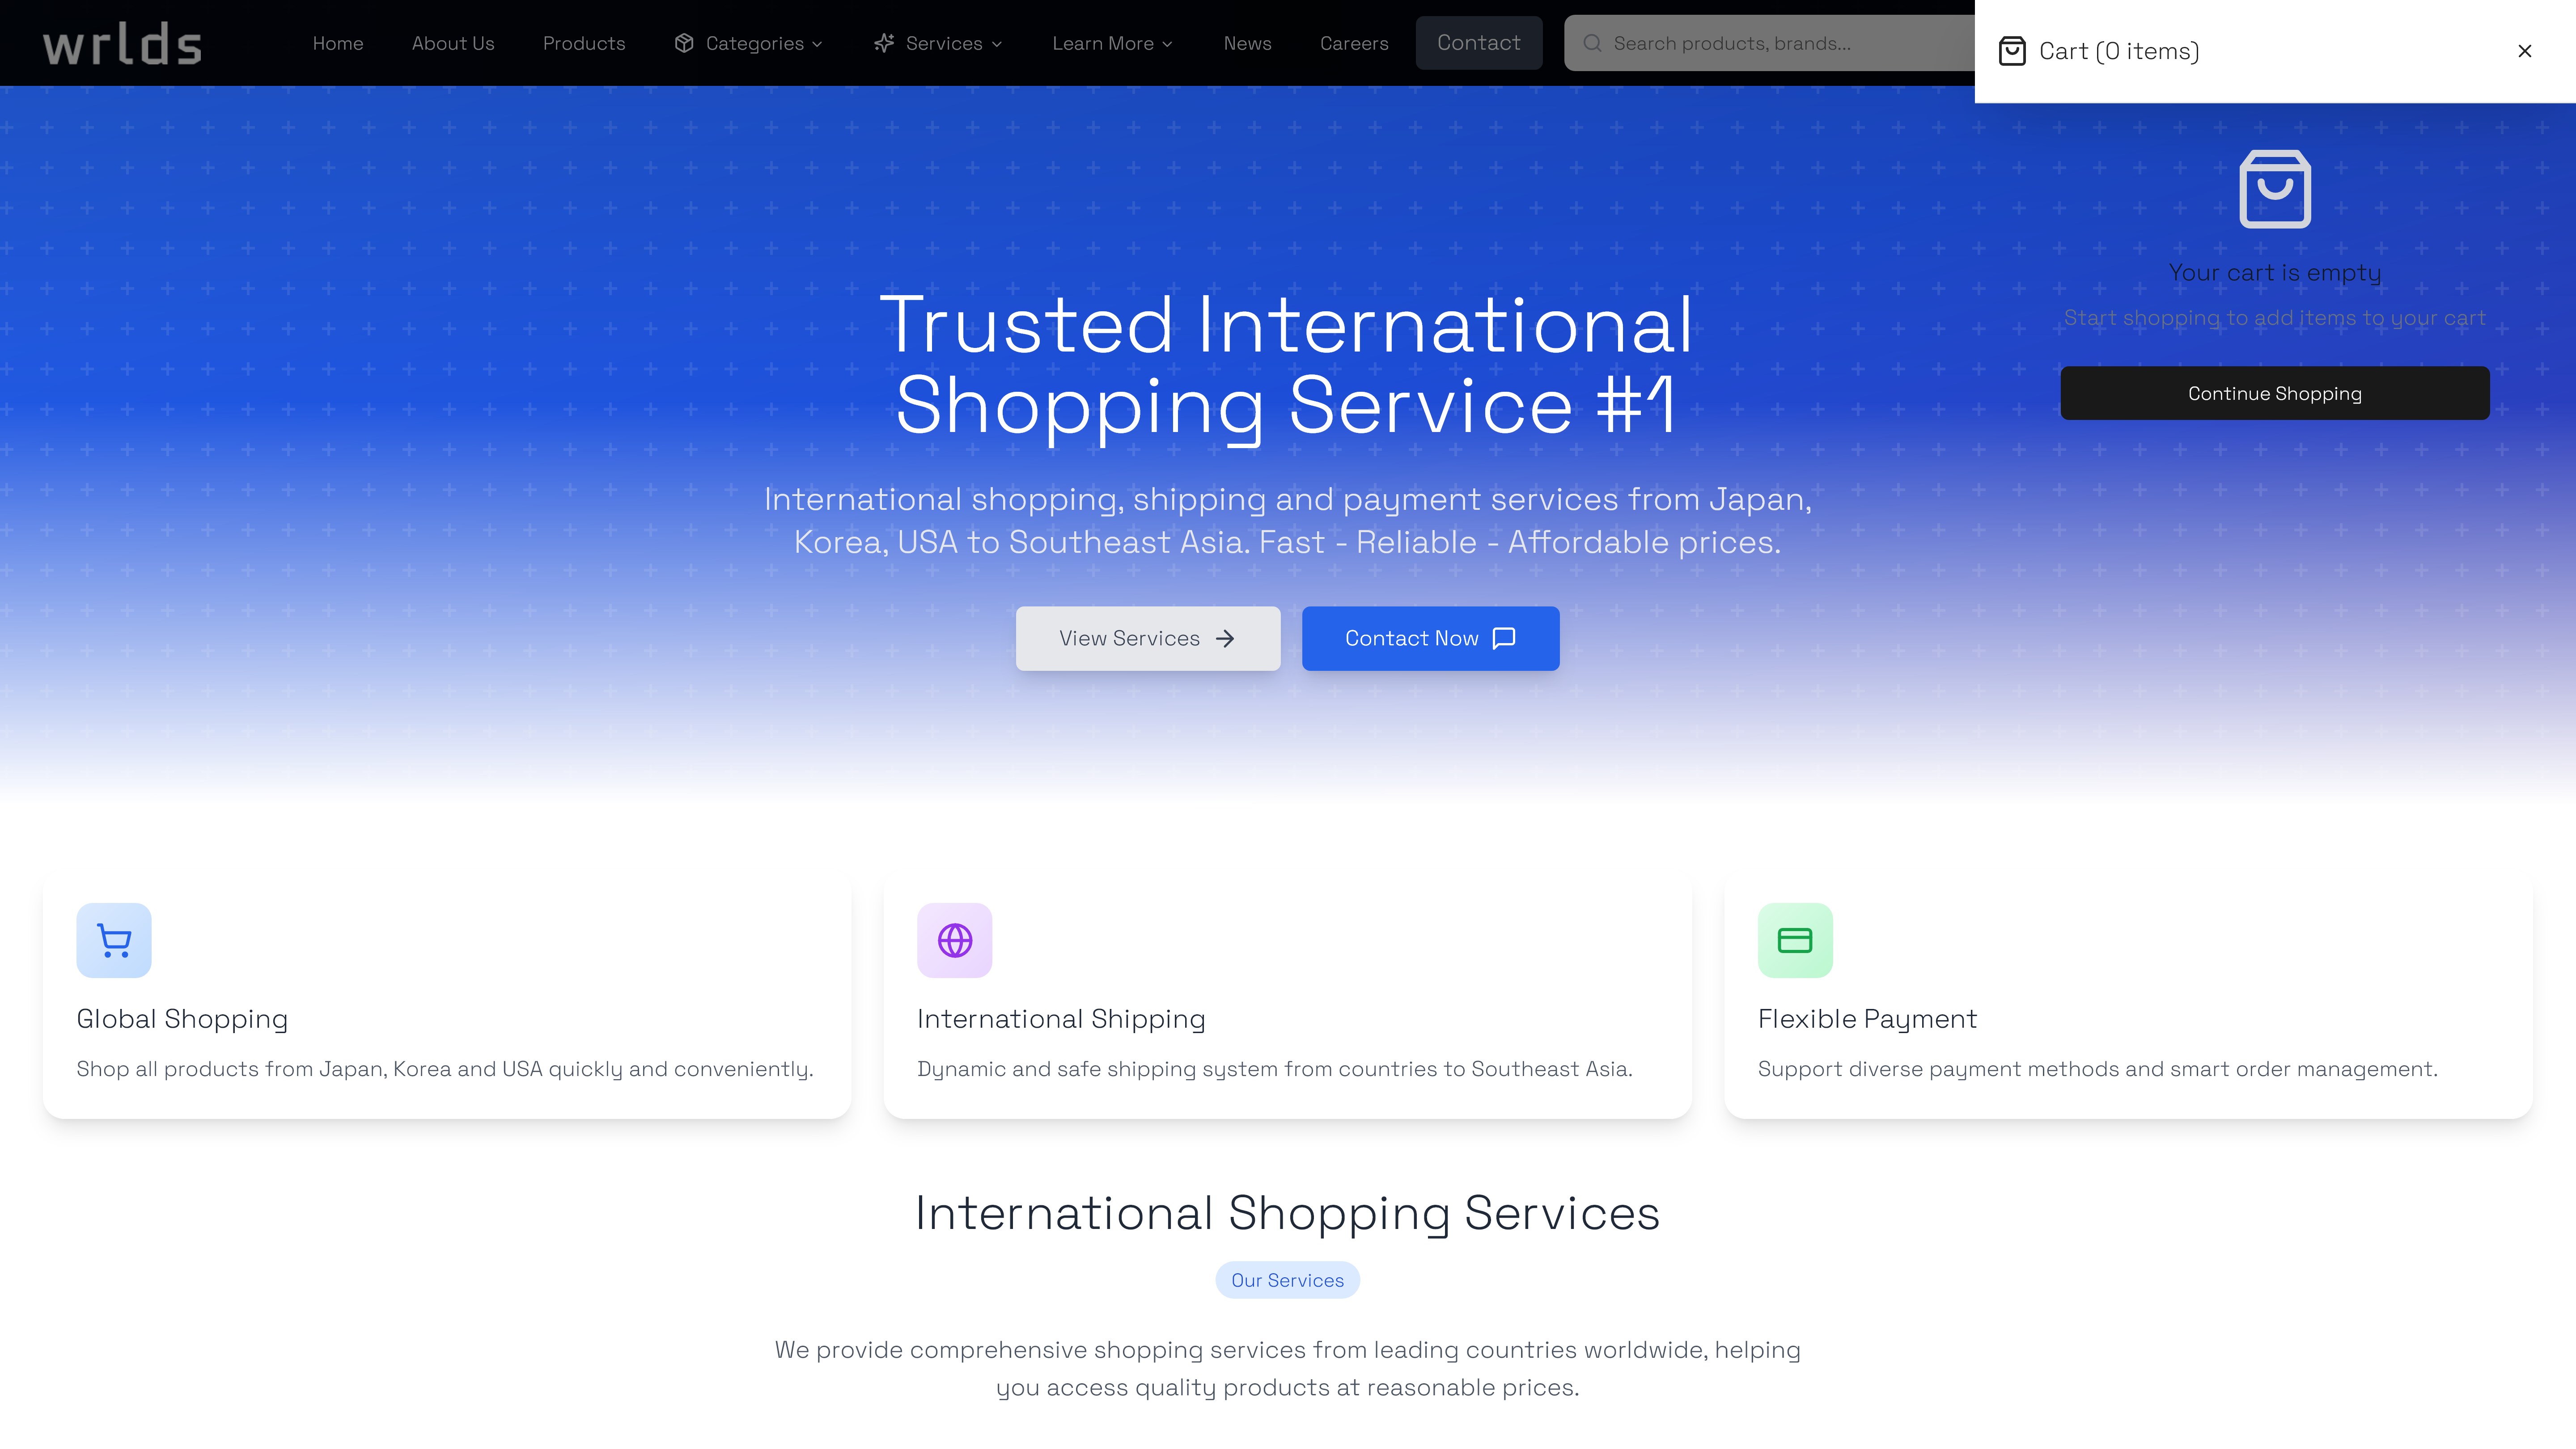 wrlds
Home
About Us
Products
Categories
Services
Learn More
News
Careers
Contact
Search products, brands...
Cart (0 items)
Your cart is empty
Start shopping to add items to your cart
Continue Shopping
Trusted International
Shopping Service #1
International shopping, shipping and payment services from Japan,
Korea, USA to Southeast Asia. Fast - Reliable - Affordable prices.
View Services
Contact Now
Global Shopping
Shop all products from Japan, Korea and USA quickly and conveniently.
International Shipping
Dynamic and safe shipping system from countries to Southeast Asia.
Flexible Payment
Support diverse payment methods and smart order management.
International Shopping Services
Our Services
We provide comprehensive shopping services from leading countries worldwide, helping
you access quality products at reasonable prices.